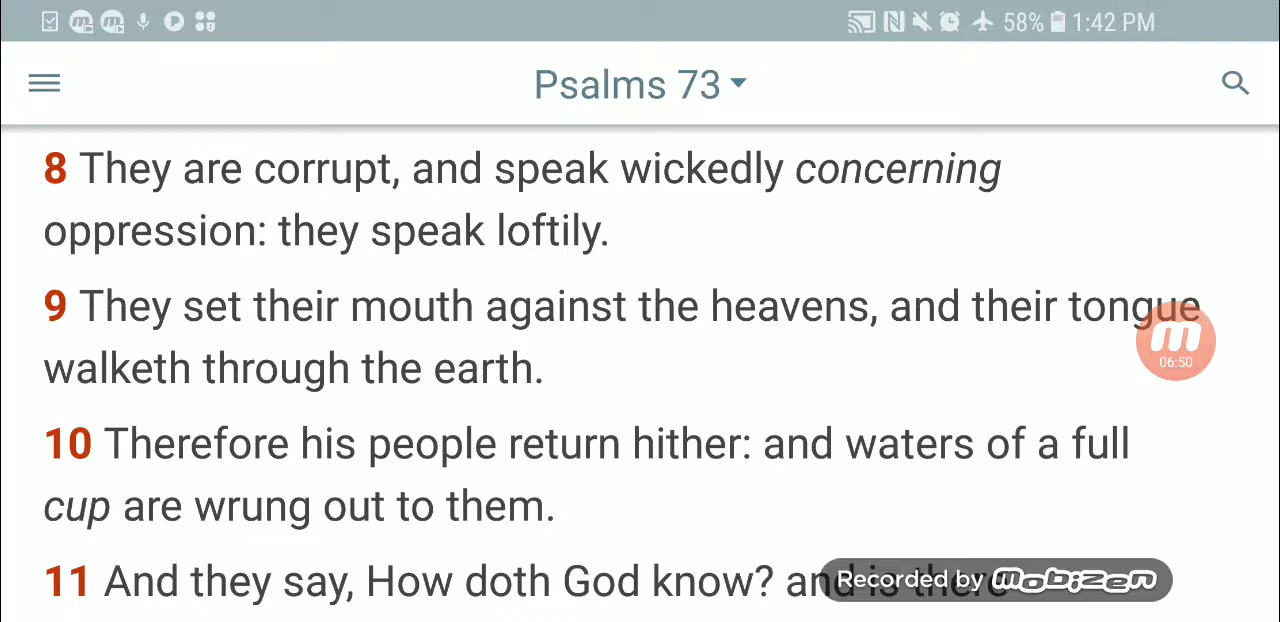 58% 1:42 PM
Psalms 73
8 They are corrupt, and speak wickedly concerning
oppression: they speak loftily.
9 They set their mouth against the heavens, and their tongue
walketh through the earth.
06:50
10 Therefore his people return hither: and waters of a full
cup are wrung out to them.
11 And they say, How doth God know? and is there
Recorded by Mobizen